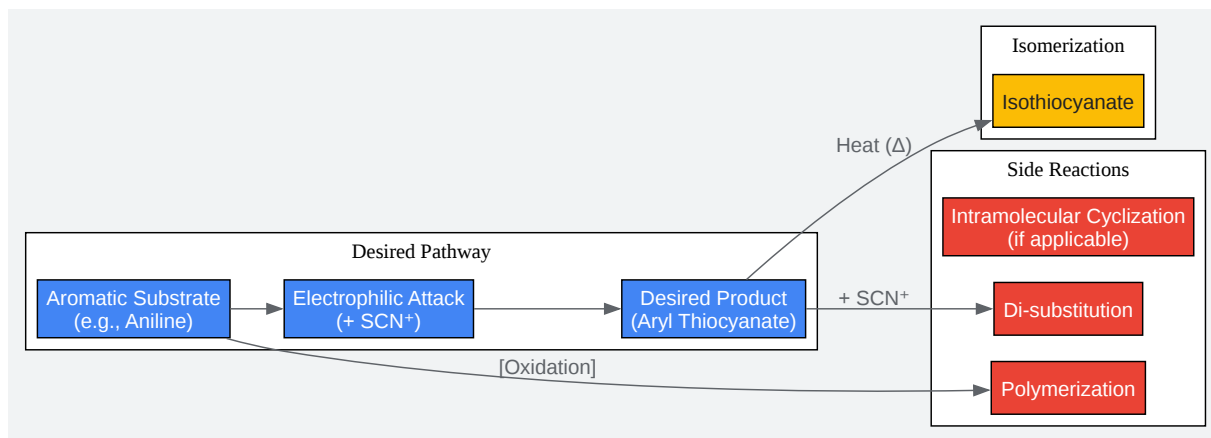 Isomerization
Isothiocyanate
Heat (Δ)
Side Reactions
Intramolecular Cyclization
(if applicable)
Desired Pathway
Aromatic Substrate
(e.g., Aniline)
Electrophilic Attack
(+ SCN⁺)
Desired Product
(Aryl Thiocyanate)
+ SCN⁺
Di-substitution
[Oxidation]
Polymerization